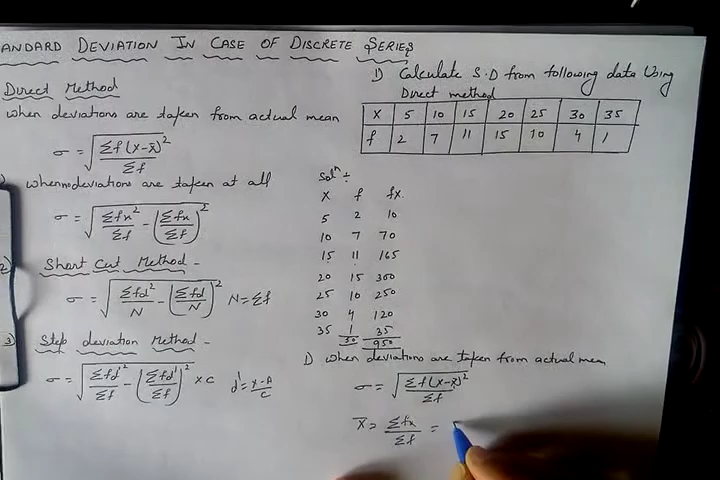 ANDARD DEVIATION IN CASE OF DISCRETE SERIES
Direct Method
when deviations are taken from actual mean
σ = √Σf(x-x̄)²/Σf
when no deviations are taken at all
σ = √Σfx²/Σf - (Σfx/Σf)²
2) Short Cut Method -
σ = √Σfd²/N - (Σfd/N)² N = Σf
3) Step deviation Method -
σ = √Σfd'²/Σf - (Σfd'/Σf)² × C d' = x-A/C
1) Calculate S.D from following data Using
Direct method
X 5 10 15 20 25 30 35
f 2 7 11 15 10 4 1
Solⁿ ÷
X f fx.
5 2 10
10 7 70
15 11 165
20 15 300
25 10 250
30 4 120
35 1 35
50 950
1) when deviations are taken from actual mean
σ = √Σf(x-x̄)²/Σf
x̄ = Σfx/Σf =